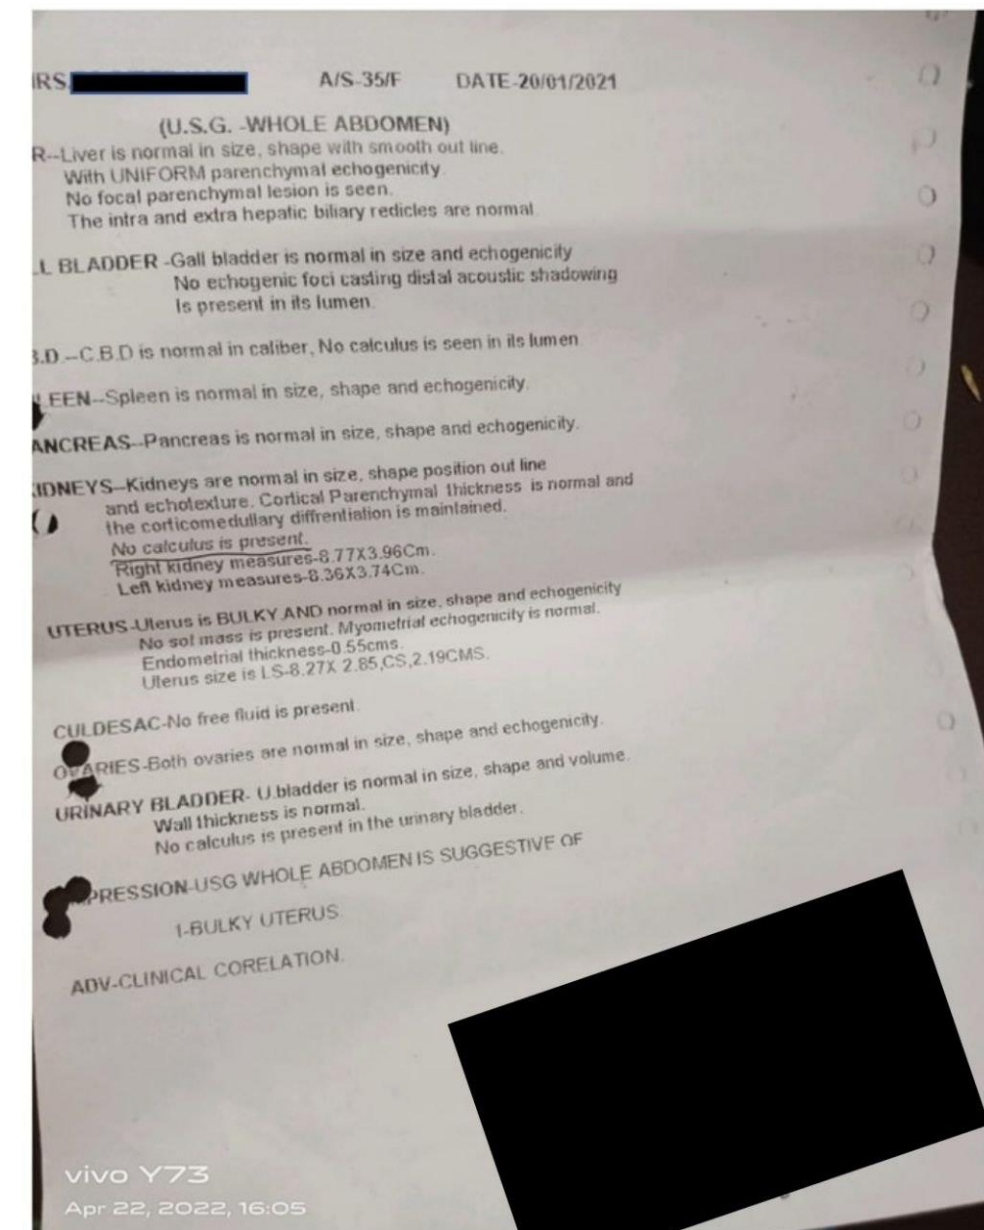 RS. A/S-35/F DATE-20/01/2021
(U.S.G. -WHOLE ABDOMEN)
R--Liver is normal in size, shape with smooth out line.
With UNIFORM parenchymal echogenicity.
No focal parenchymal lesion is seen.
The intra and extra hepatic biliary redicles are normal
L BLADDER -Gall bladder is normal in size and echogenicity
No echogenic foci casting distal acoustic shadowing
Is present in its lumen.
B.D.--C.B.D is normal in caliber, No calculus is seen in its lumen
LEEN--Spleen is normal in size, shape and echogenicity.
ANCREAS--Pancreas is normal in size, shape and echogenicity.
IDNEYS--Kidneys are normal in size, shape position out line
and echotexture. Cortical Parenchymal thickness is normal and
the corticomedullary diffrentiation is maintained.
No calculus is present.
Right kidney measures-8.77X3.96Cm.
Left kidney measures-8.36X3.74Cm.
UTERUS-Uterus is BULKY AND normal in size, shape and echogenicity
No sol mass is present. Myometrial echogenicity is normal.
Endometrial thickness-0.55cms.
Uterus size is LS-8.27X 2.85,CS,2.19CMS.
CULDESAC-No free fluid is present.
OVARIES-Both ovaries are normal in size, shape and echogenicity.
URINARY BLADDER- U.bladder is normal in size, shape and volume.
Wall thickness is normal.
No calculus is present in the urinary bladder.
PRESSION-USG WHOLE ABDOMEN IS SUGGESTIVE OF
1-BULKY UTERUS
ADV-CLINICAL CORELATION.
vivo Y73
Apr 22, 2022, 16:05